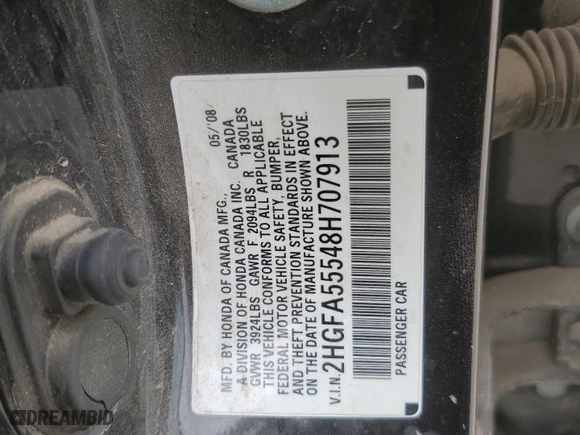 MFD. BY HONDA OF CANADA MFG., 05/'08
A DIVISION OF HONDA CANADA INC. CANADA
GVWR 3924LBS GAWR F 2094LBS R 1830LBS
THIS VEHICLE CONFORMS TO ALL APPLICABLE
FEDERAL MOTOR VEHICLE SAFETY, BUMPER,
AND THEFT PREVENTION STANDARDS IN EFFECT
ON THE DATE OF MANUFACTURE SHOWN ABOVE.
V.I.N. 2HGFA55548H707913
PASSENGER CAR
DREAMBID